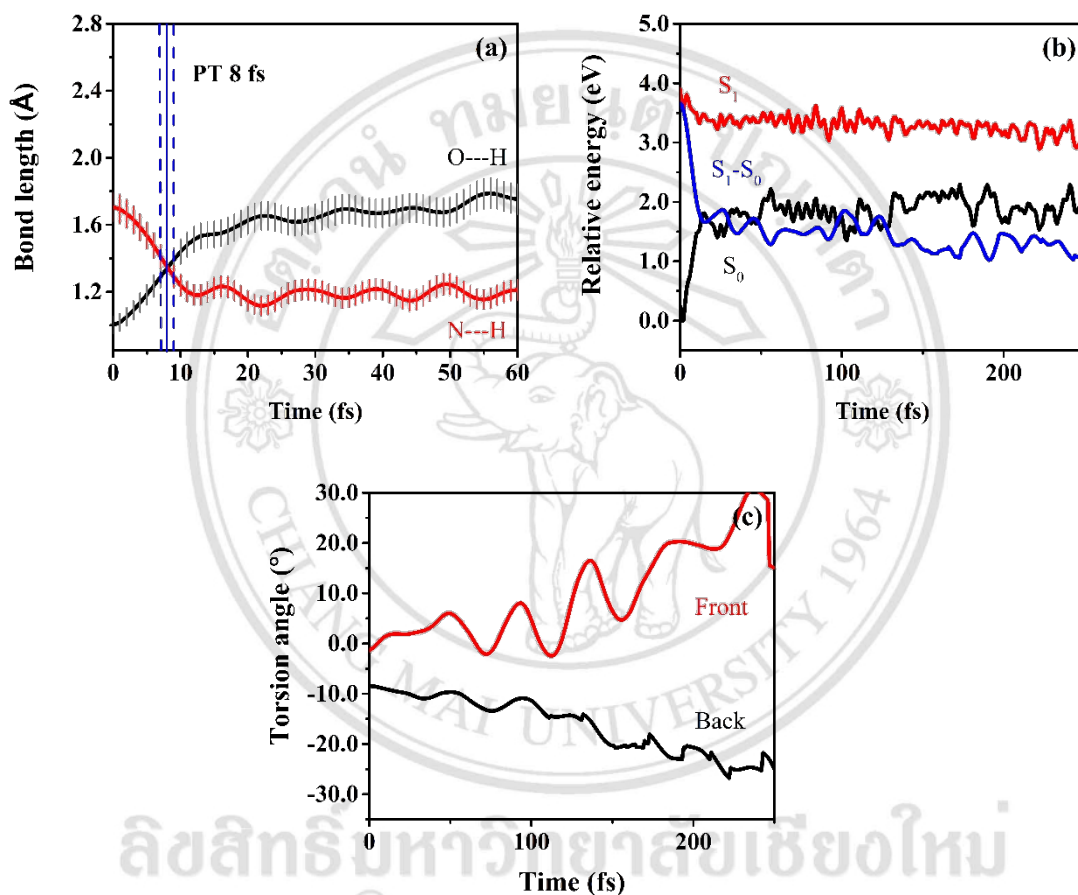 (a)
PT 8 fs
O---H
N---H
Bond length (Å)
2.8
2.4
2.0
1.6
1.2
0 10 20 30 40 50 60
Time (fs)
(b)
S1
S1-S0
S0
Relative energy (eV)
5.0
4.0
3.0
2.0
1.0
0.0
0 100 200
Time (fs)
(c)
Front
Back
Torsion angle (°)
30.0
20.0
10.0
0.0
-10.0
-20.0
-30.0
0 100 200
Time (fs)
CHIANG MAI UNIVERSITY 1964
ลิขสิทธิ์มหาวิทยาลัยเชียงใหม่